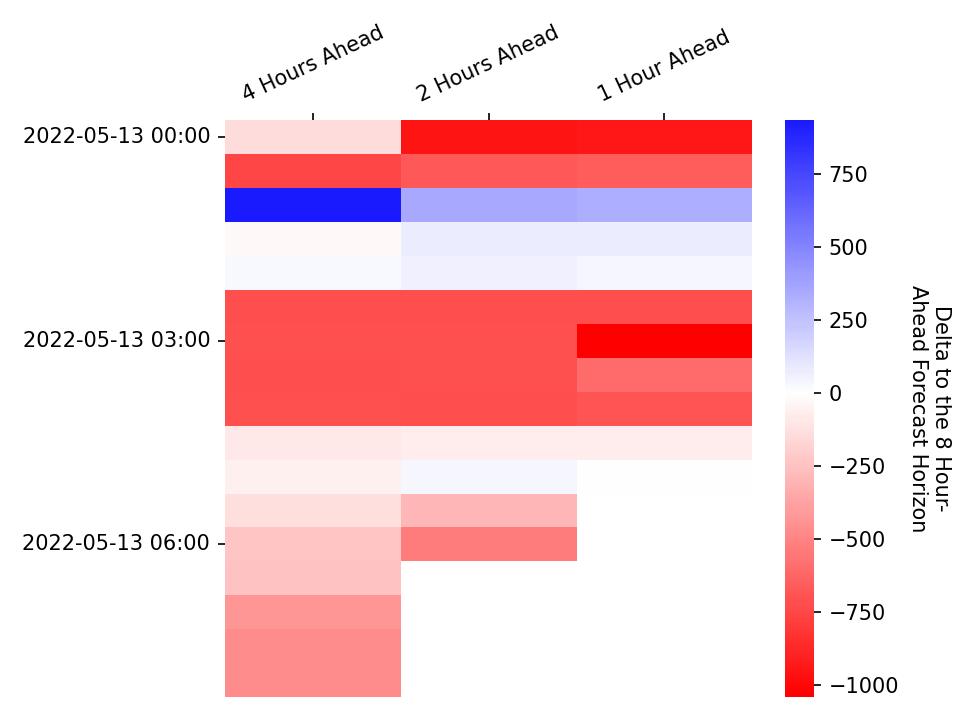 4 Hours Ahead
2 Hours Ahead
1 Hour Ahead
2022-05-13 00:00
2022-05-13 03:00
2022-05-13 06:00
750
500
250
0
−250
−500
−750
−1000
Delta to the 8 Hour-
Ahead Forecast Horizon